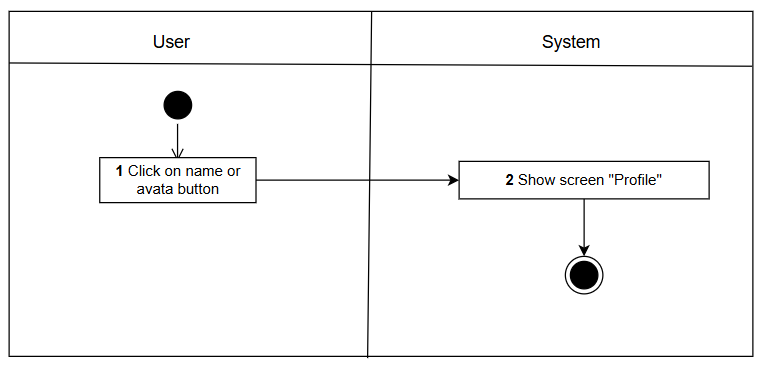 User
System
1 Click on name or
avata button
2 Show screen "Profile"